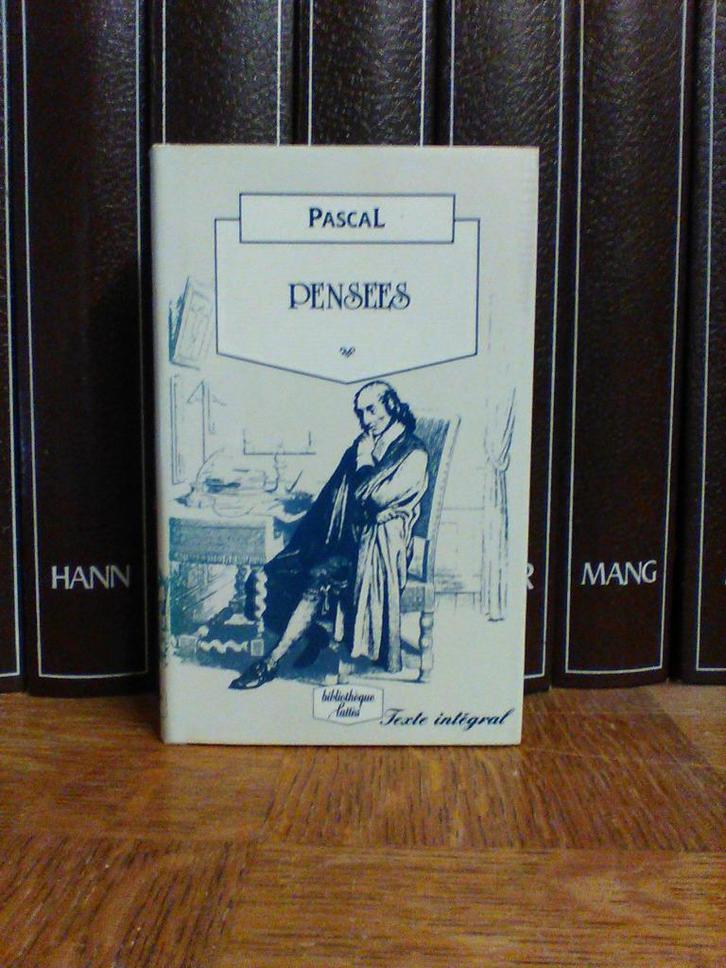 PASCAL
PENSEES
HANN
R
MANG
bibliothèque
Lattès
Texte intégral